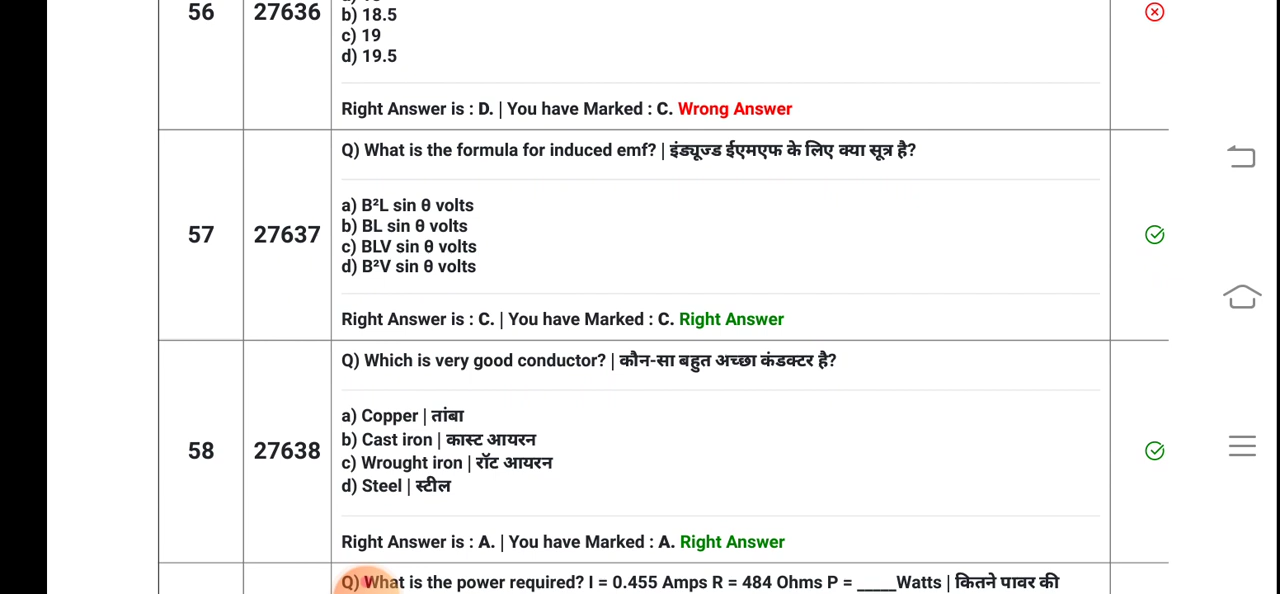 56
27636
b) 18.5
c) 19
d) 19.5
Right Answer is : D. | You have Marked : C. Wrong Answer
57
27637
Q) What is the formula for induced emf? | इंड्यूज्ड ईएमएफ के लिए क्या सूत्र है?
a) B²L sin θ volts
b) BL sin θ volts
c) BLV sin θ volts
d) B²V sin θ volts
Right Answer is : C. | You have Marked : C. Right Answer
58
27638
Q) Which is very good conductor? | कौन-सा बहुत अच्छा कंडक्टर है?
a) Copper | तांबा
b) Cast iron | कास्ट आयरन
c) Wrought iron | रॉट आयरन
d) Steel | स्टील
Right Answer is : A. | You have Marked : A. Right Answer
Q) What is the power required? I = 0.455 Amps R = 484 Ohms P = _____Watts | कितने पावर की